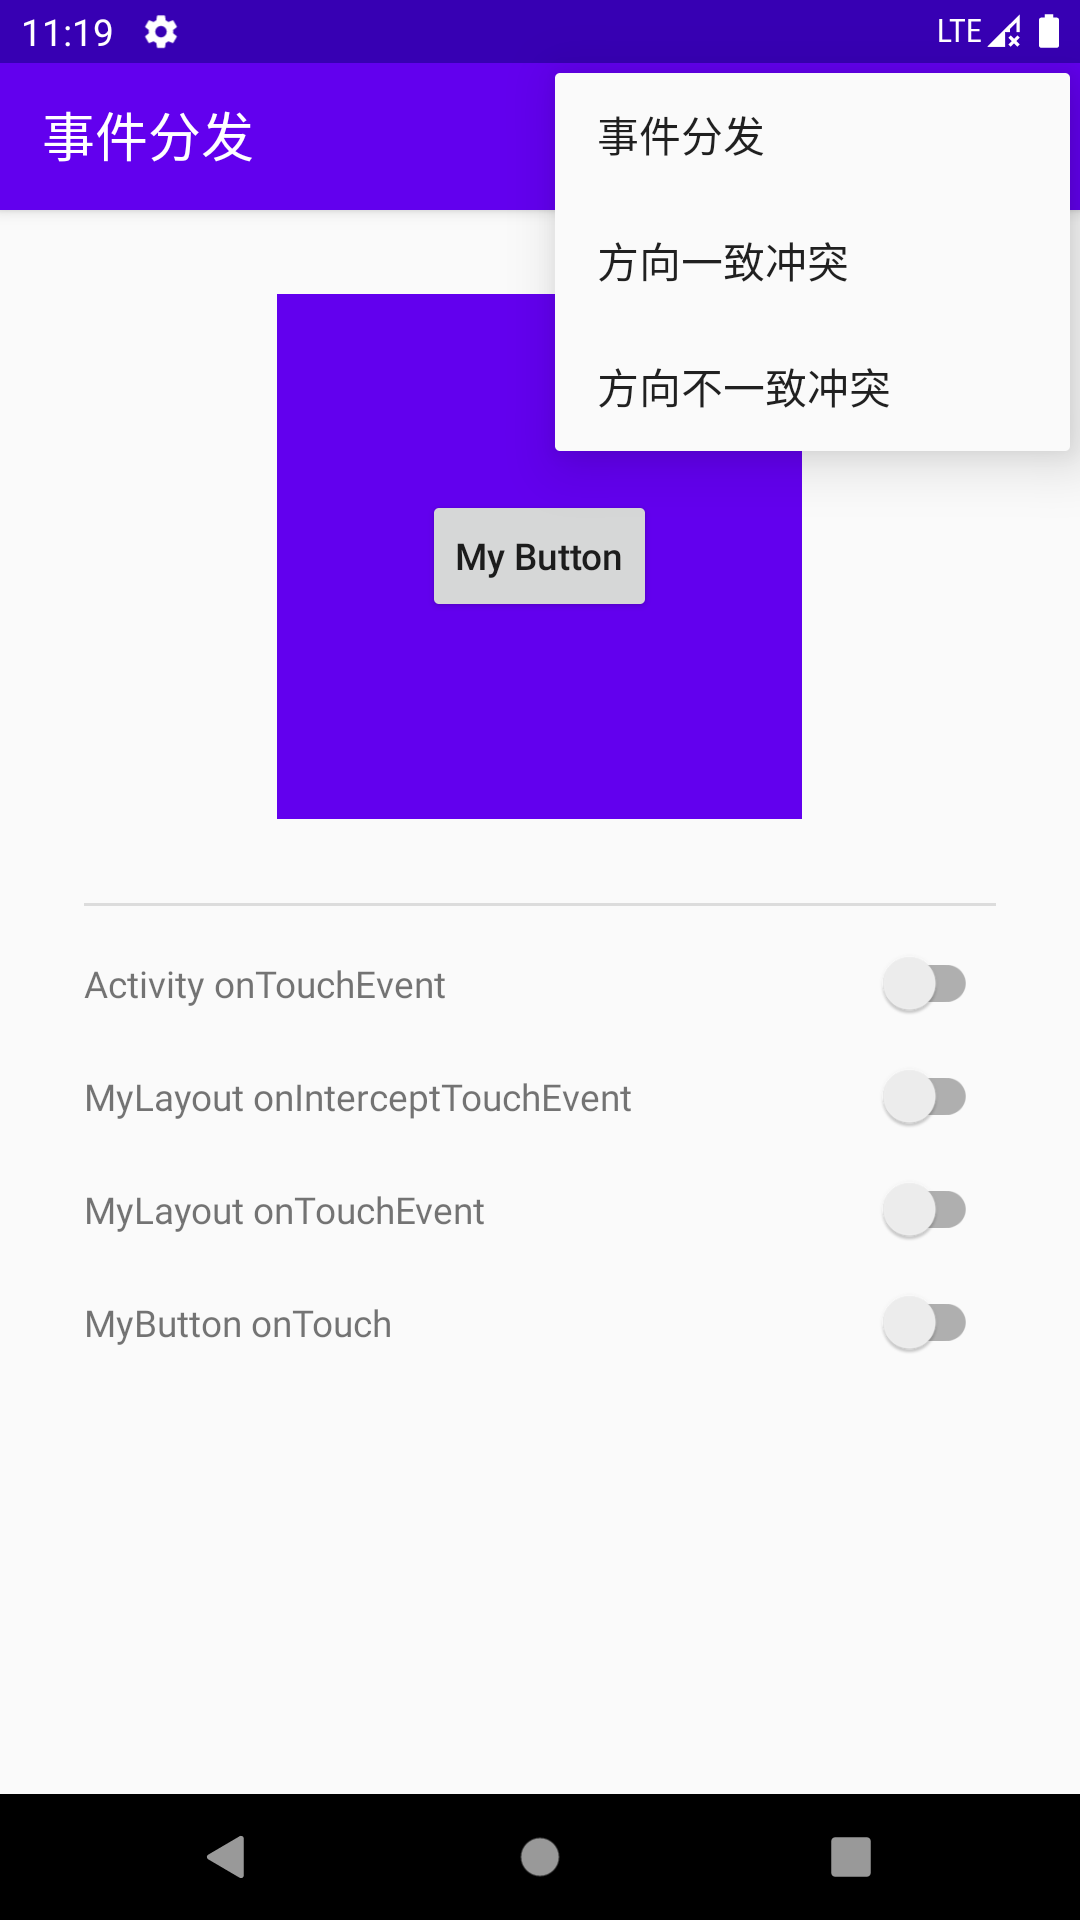 11:19
LTE
事件分发
事件分发
方向一致冲突
方向不一致冲突
My Button
Activity onTouchEvent
MyLayout onInterceptTouchEvent
MyLayout onTouchEvent
MyButton onTouch